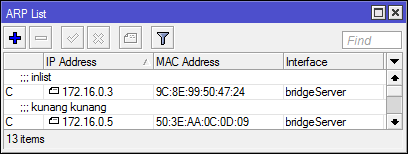 ARP List
Find
IP Address MAC Address Interface
;;; inlist
C 172.16.0.3 9C:8E:99:50:47:24 bridgeServer
;;; kunang kunang
C 172.16.0.5 50:3E:AA:0C:0D:09 bridgeServer
13 items